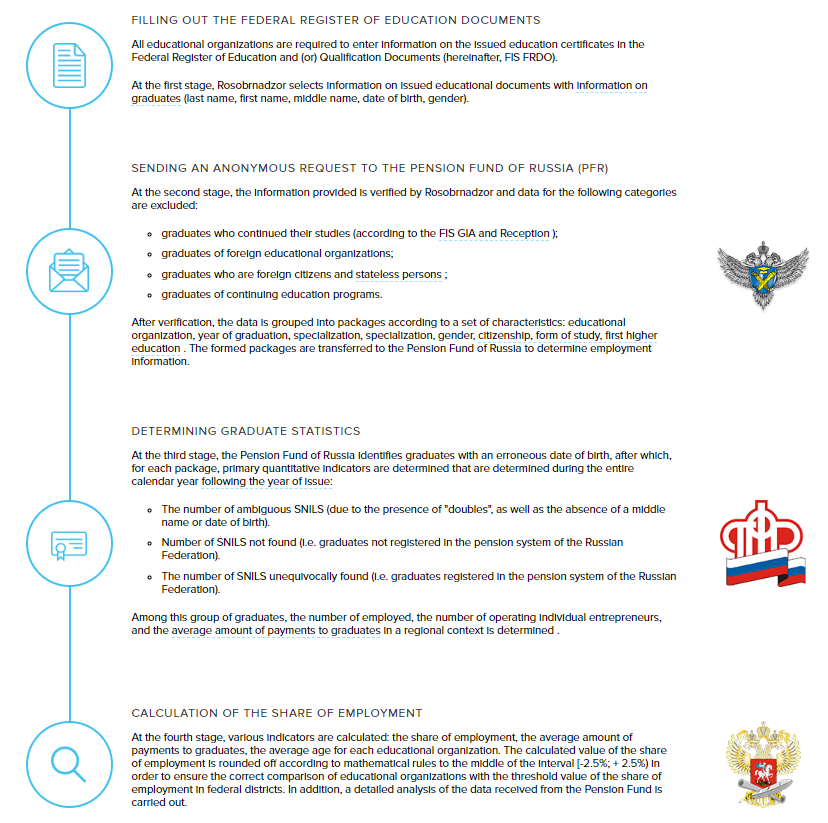 FILLING OUT THE FEDERAL REGISTER OF EDUCATION DOCUMENTS
All educational organizations are required to enter information on the issued education certificates in the
Federal Register of Education and (or) Qualification Documents (hereinafter, FIS FRDO).
At the first stage, Rosobrnadzor selects information on issued educational documents with information on
graduates (last name, first name, middle name, date of birth, gender).
SENDING AN ANONYMOUS REQUEST TO THE PENSION FUND OF RUSSIA (PFR)
At the second stage, the information provided is verified by Rosobrnadzor and data for the following categories
are excluded:
graduates who continued their studies (according to the FIS GIA and Reception );
graduates of foreign educational organizations;
graduates who are foreign citizens and stateless persons ;
graduates of continuing education programs.
After verification, the data is grouped into packages according to a set of characteristics: educational
organization, year of graduation, specialization, specialization, gender, citizenship, form of study, first higher
education . The formed packages are transferred to the Pension Fund of Russia to determine employment
information.
DETERMINING GRADUATE STATISTICS
At the third stage, the Pension Fund of Russia identifies graduates with an erroneous date of birth, after which,
for each package, primary quantitative indicators are determined that are determined during the entire
calendar year following the year of issue:
The number of ambiguous SNILS (due to the presence of "doubles", as well as the absence of a middle
name or date of birth).
Number of SNILS not found (i.e. graduates not registered in the pension system of the Russian
Federation).
The number of SNILS unequivocally found (i.e. graduates registered in the pension system of the Russian
Federation).
Among this group of graduates, the number of employed, the number of operating individual entrepreneurs,
and the average amount of payments to graduates in a regional context is determined .
CALCULATION OF THE SHARE OF EMPLOYMENT
At the fourth stage, various indicators are calculated: the share of employment, the average amount of
payments to graduates, the average age for each educational organization. The calculated value of the share
of employment is rounded off according to mathematical rules to the middle of the interval [-2.5%; + 2.5%) in
order to ensure the correct comparison of educational organizations with the threshold value of the share of
employment in federal districts. In addition, a detailed analysis of the data received from the Pension Fund is
carried out.